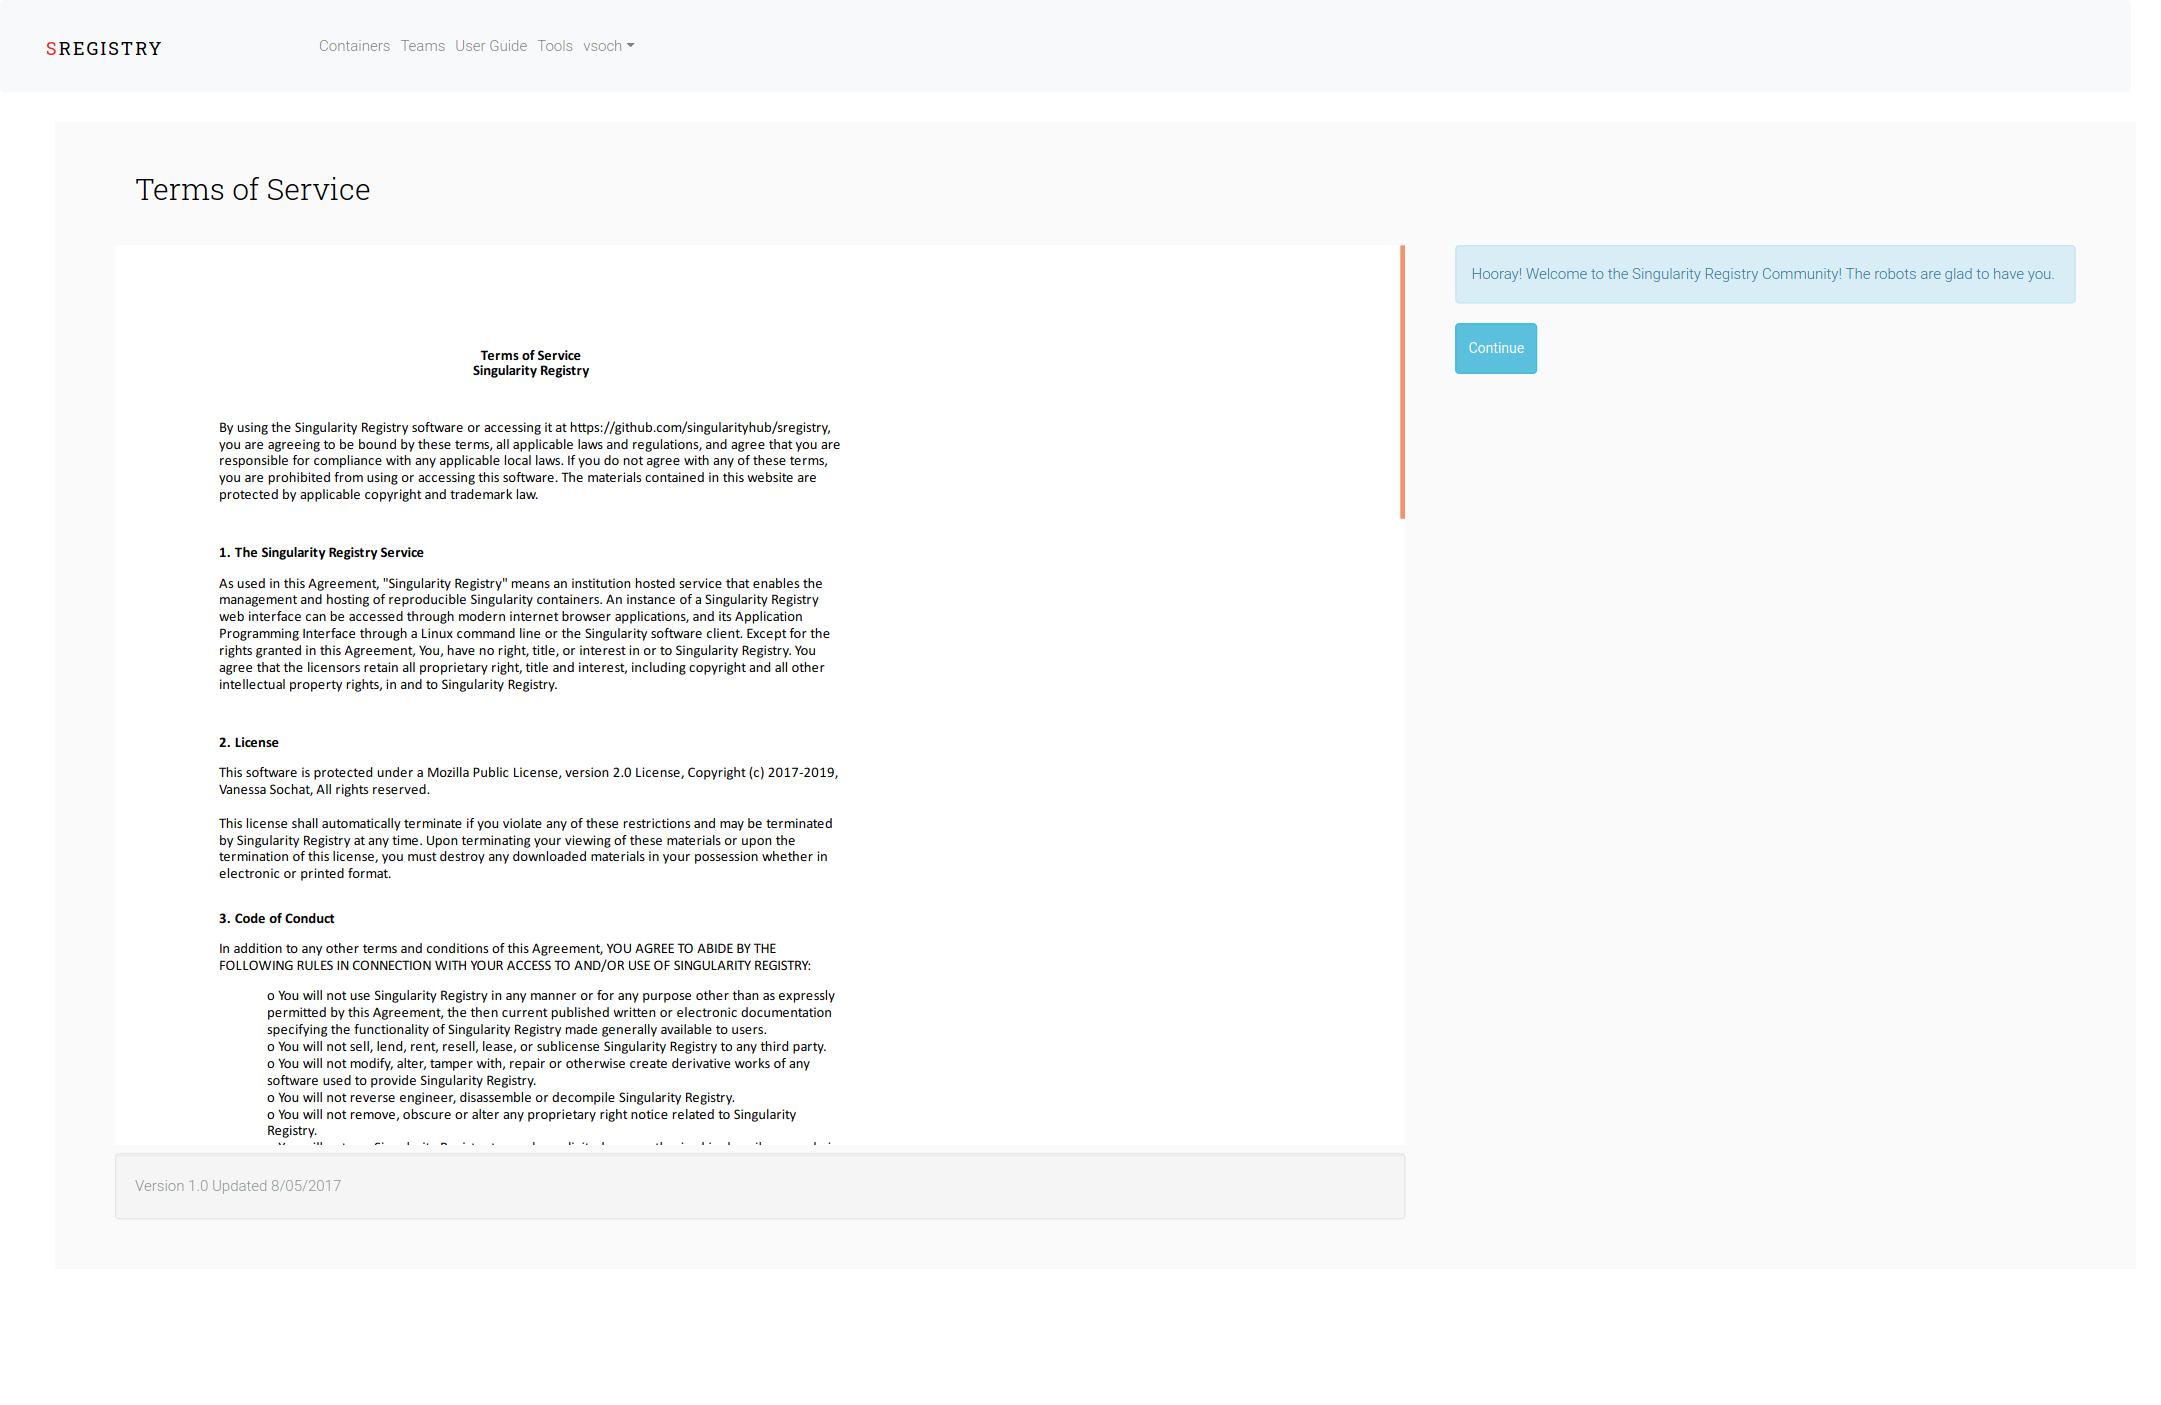 SREGISTRY
Containers Teams User Guide Tools vsoch
Terms of Service
Hooray! Welcome to the Singularity Registry Community! The robots are glad to have you.
Continue
Terms of Service
Singularity Registry
By using the Singularity Registry software or accessing it at https://github.com/singularityhub/sregistry,
you are agreeing to be bound by these terms, all applicable laws and regulations, and agree that you are
responsible for compliance with any applicable local laws. If you do not agree with any of these terms,
you are prohibited from using or accessing this software. The materials contained in this website are
protected by applicable copyright and trademark law.
1. The Singularity Registry Service
As used in this Agreement, "Singularity Registry" means an institution hosted service that enables the
management and hosting of reproducible Singularity containers. An instance of a Singularity Registry
web interface can be accessed through modern internet browser applications, and its Application
Programming Interface through a Linux command line or the Singularity software client. Except for the
rights granted in this Agreement, You, have no right, title, or interest in or to Singularity Registry. You
agree that the licensors retain all proprietary right, title and interest, including copyright and all other
intellectual property rights, in and to Singularity Registry.
2. License
This software is protected under a Mozilla Public License, version 2.0 License, Copyright (c) 2017-2019,
Vanessa Sochat, All rights reserved.
This license shall automatically terminate if you violate any of these restrictions and may be terminated
by Singularity Registry at any time. Upon terminating your viewing of these materials or upon the
termination of this license, you must destroy any downloaded materials in your possession whether in
electronic or printed format.
3. Code of Conduct
In addition to any other terms and conditions of this Agreement, YOU AGREE TO ABIDE BY THE
FOLLOWING RULES IN CONNECTION WITH YOUR ACCESS TO AND/OR USE OF SINGULARITY REGISTRY:
o You will not use Singularity Registry in any manner or for any purpose other than as expressly
permitted by this Agreement, the then current published written or electronic documentation
specifying the functionality of Singularity Registry made generally available to users.
o You will not sell, lend, rent, resell, lease, or sublicense Singularity Registry to any third party.
o You will not modify, alter, tamper with, repair or otherwise create derivative works of any
software used to provide Singularity Registry.
o You will not reverse engineer, disassemble or decompile Singularity Registry.
o You will not remove, obscure or alter any proprietary right notice related to Singularity
Registry.
Version 1.0 Updated 8/05/2017